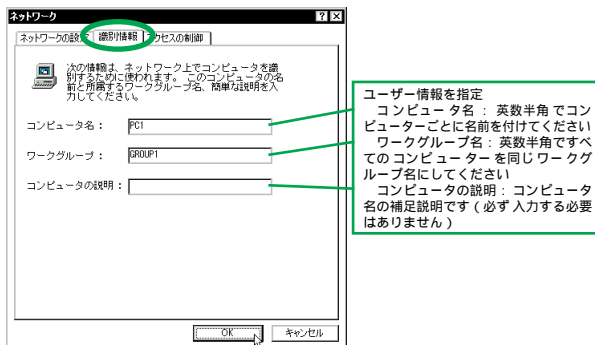 ネットワーク
ネットワークの設定 識別情報 アクセスの制御
次の情報は、ネットワーク上でコンピュータを識
別するために使われます。このコンピュータの名
前と所属するワークグループ名、簡単な説明を入
力してください。
コンピュータ名： PC1
ワークグループ： GROUP1
コンピュータの説明：
OK キャンセル
ユーザー情報を指定
コンピュータ名：英数半角でコン
ピューターごとに名前を付けてください
ワークグループ名：英数半角ですべ
てのコンピューターを同じワークグ
ループ名にしてください
コンピュータの説明：コンピュータ
名の補足説明です（必ず入力する必要
はありません）